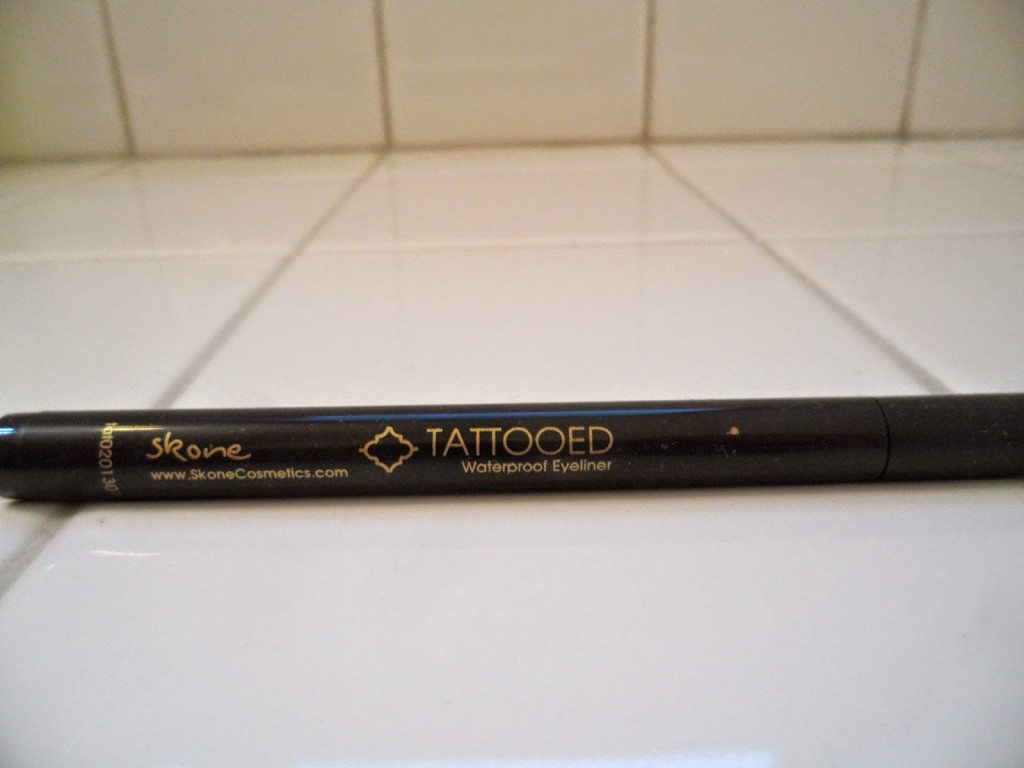 skone
www.SkoneCosmetics.com
TATTOOED
Waterproof Eyeliner